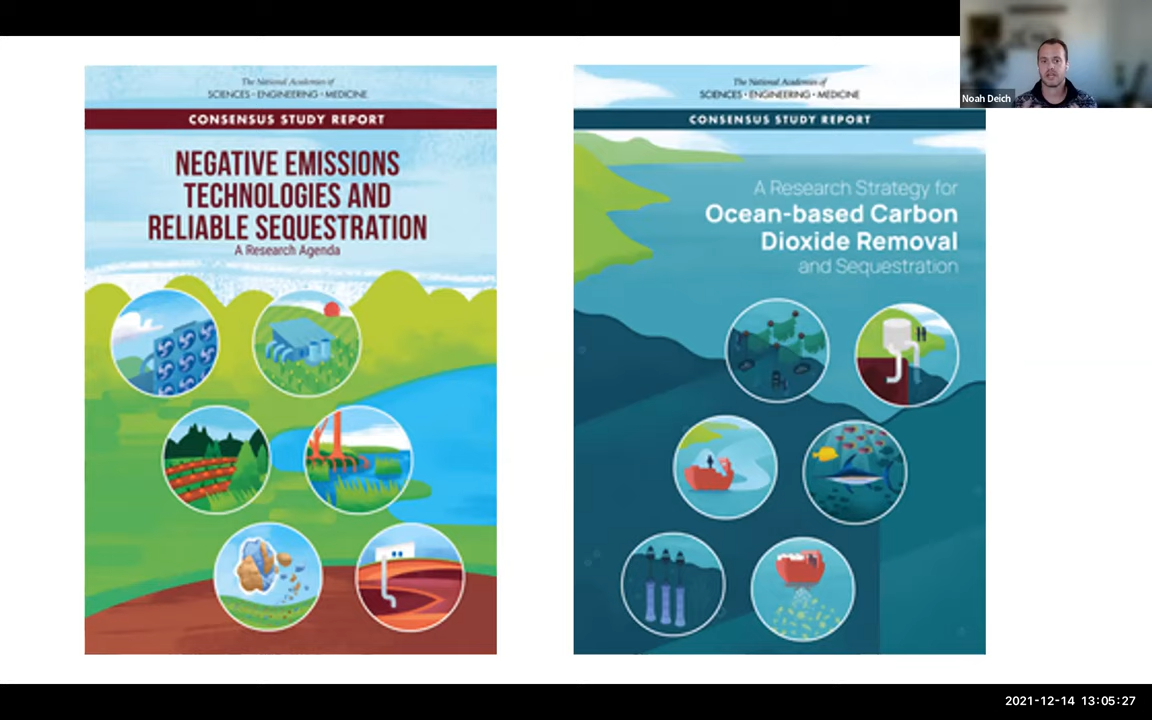 The National Academies of
SCIENCES • ENGINEERING • MEDICINE
CONSENSUS STUDY REPORT
NEGATIVE EMISSIONS
TECHNOLOGIES AND
RELIABLE SEQUESTRATION
A Research Agenda
The National Academies of
SCIENCES • ENGINEERING • MEDICINE
CONSENSUS STUDY REPORT
A Research Strategy for
Ocean-based Carbon
Dioxide Removal
and Sequestration
Noah Deich
2021-12-14 13:05:27